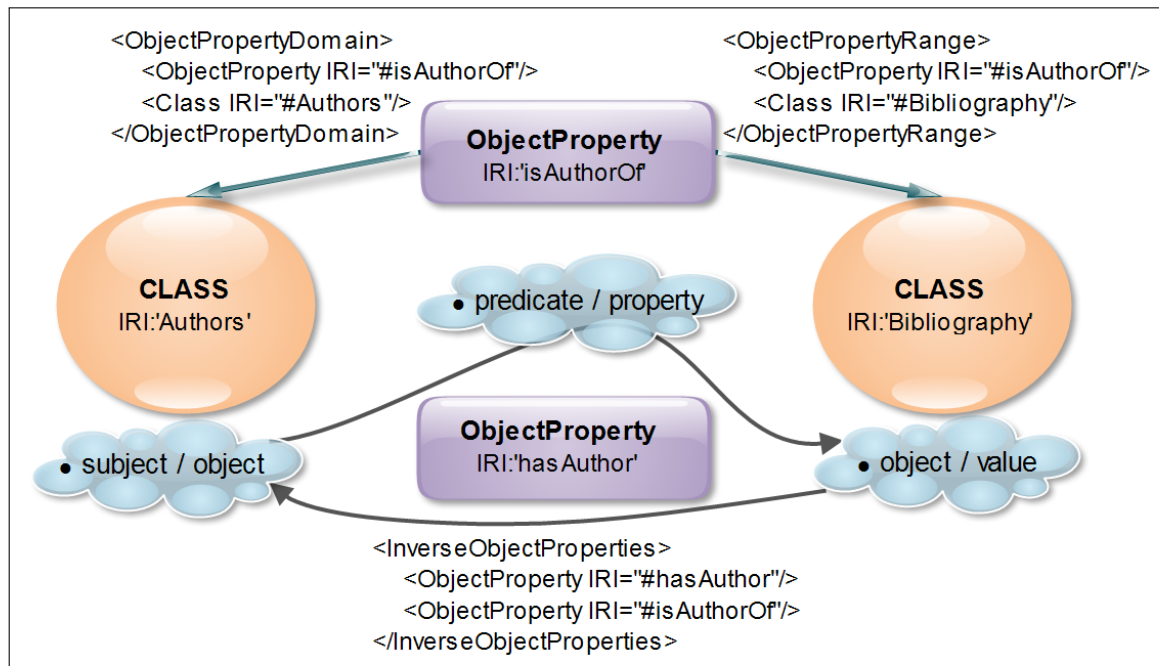 <ObjectPropertyDomain>
<ObjectProperty IRI="#isAuthorOf"/>
<Class IRI="#Authors"/>
</ObjectPropertyDomain>
<ObjectPropertyRange>
<ObjectProperty IRI="#isAuthorOf"/>
<Class IRI="#Bibliography"/>
</ObjectPropertyRange>
ObjectProperty
IRI:'isAuthorOf'
CLASS
IRI:'Authors'
• predicate / property
CLASS
IRI:'Bibliography'
• subject / object
ObjectProperty
IRI:'hasAuthor'
• object / value
<InverseObjectProperties>
<ObjectProperty IRI="#hasAuthor"/>
<ObjectProperty IRI="#isAuthorOf"/>
</InverseObjectProperties>